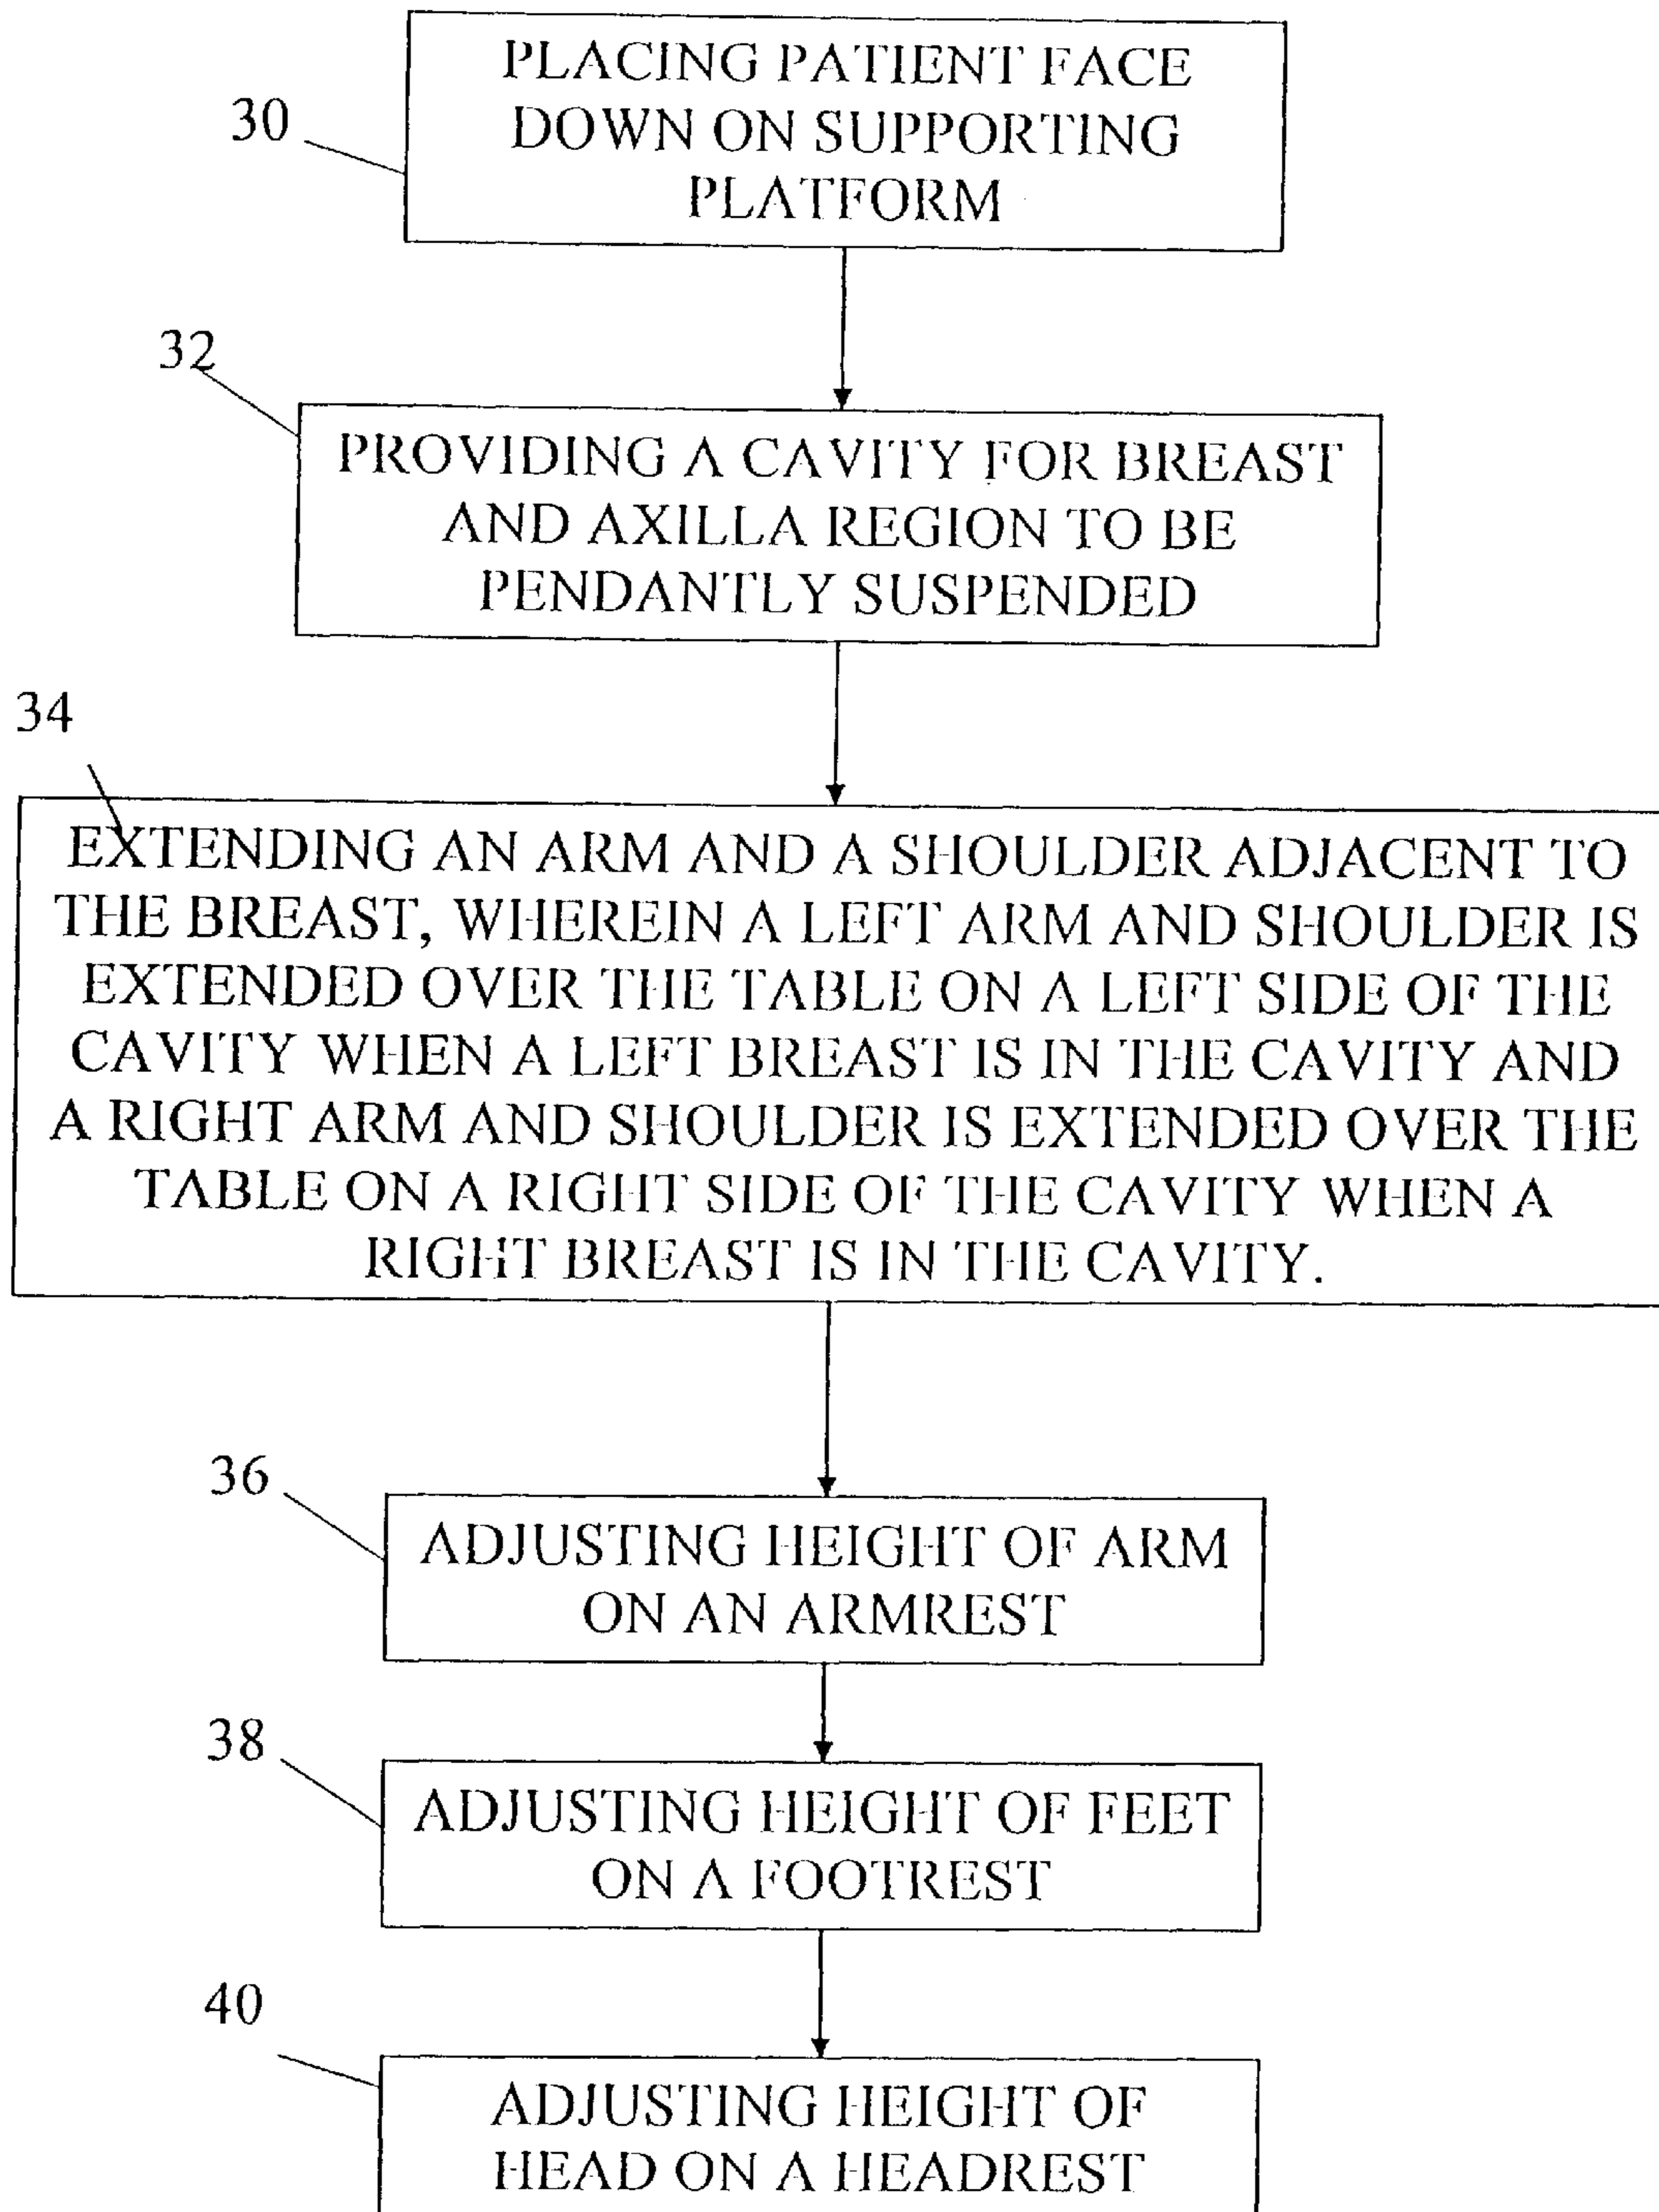 30
PLACING PATIENT FACE
DOWN ON SUPPORTING
PLATFORM
32
PROVIDING A CAVITY FOR BREAST
AND AXILLA REGION TO BE
PENDANTLY SUSPENDED
34
EXTENDING AN ARM AND A SHOULDER ADJACENT TO
THE BREAST, WHEREIN A LEFT ARM AND SHOULDER IS
EXTENDED OVER THE TABLE ON A LEFT SIDE OF THE
CAVITY WHEN A LEFT BREAST IS IN THE CAVITY AND
A RIGHT ARM AND SHOULDER IS EXTENDED OVER THE
TABLE ON A RIGHT SIDE OF THE CAVITY WHEN A
RIGHT BREAST IS IN THE CAVITY.
36
ADJUSTING HEIGHT OF ARM
ON AN ARMREST
38
ADJUSTING HEIGHT OF FEET
ON A FOOTREST
40
ADJUSTING HEIGHT OF
HEAD ON A HEADREST